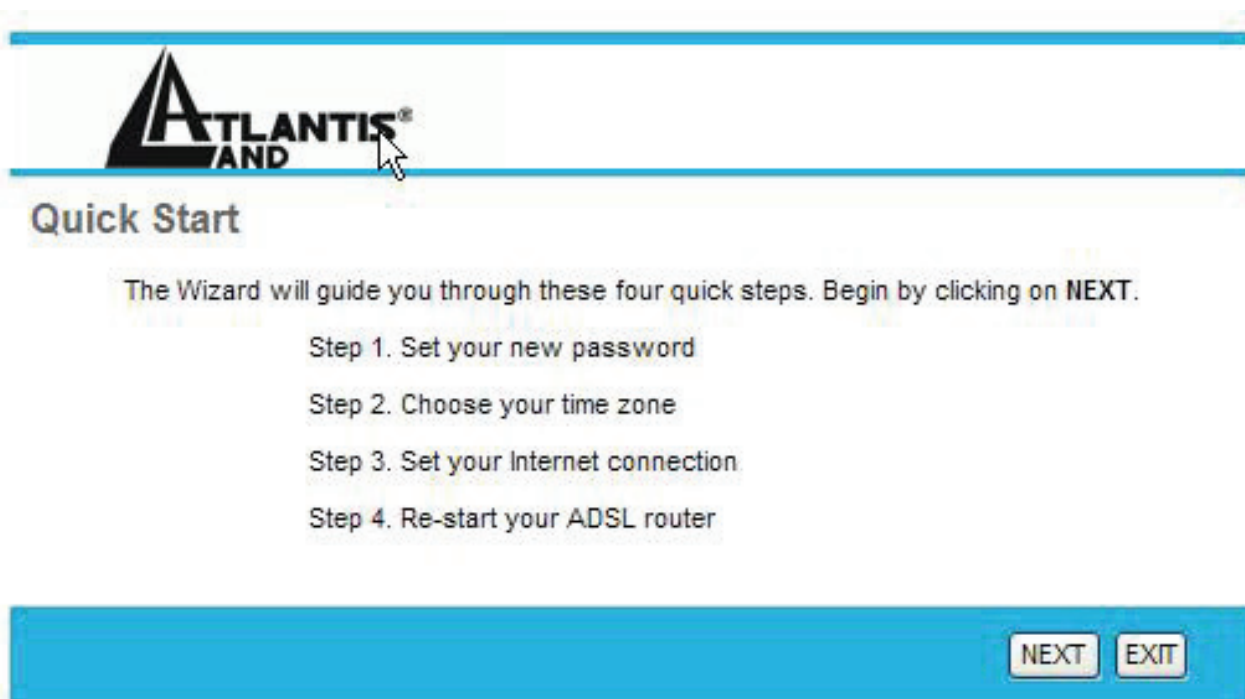 ATLANTIS®
LAND
Quick Start
The Wizard will guide you through these four quick steps. Begin by clicking on NEXT.
Step 1. Set your new password
Step 2. Choose your time zone
Step 3. Set your Internet connection
Step 4. Re-start your ADSL router
NEXT EXIT